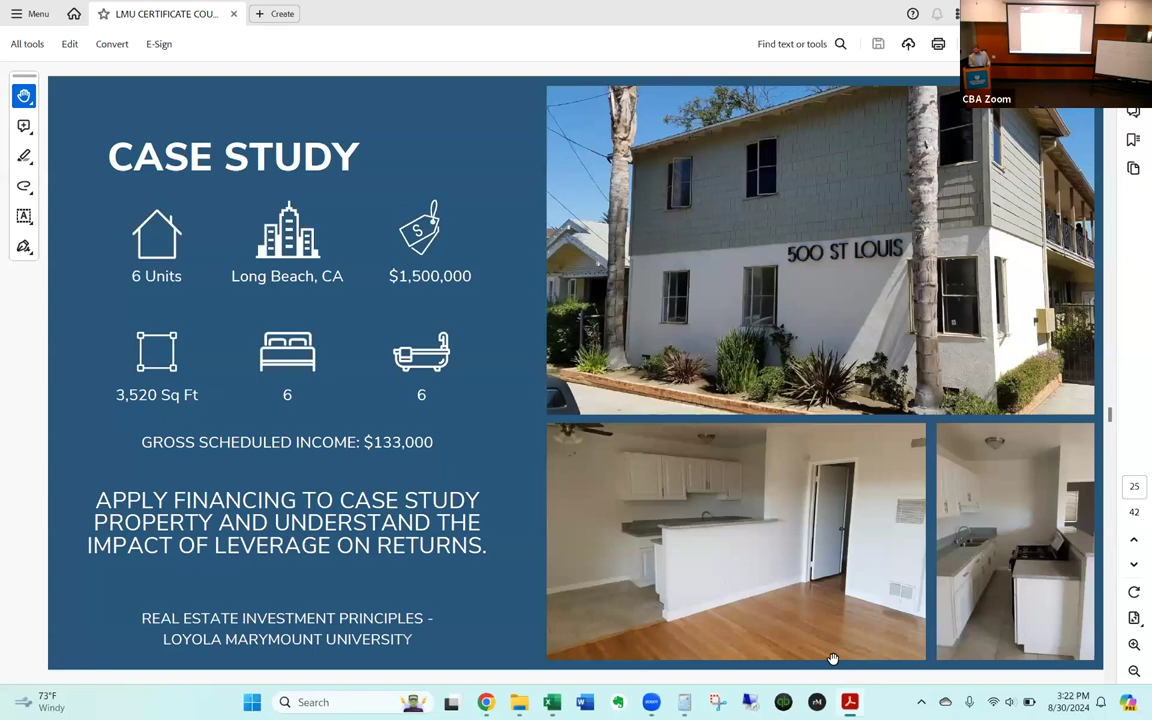 Menu
LMU CERTIFICATE COU...
Create
All tools
Edit
Convert
E-Sign
Find text or tools
CBA Zoom
CASE STUDY
6 Units
Long Beach, CA
$1,500,000
3,520 Sq Ft
6
6
GROSS SCHEDULED INCOME: $133,000
APPLY FINANCING TO CASE STUDY
PROPERTY AND UNDERSTAND THE
IMPACT OF LEVERAGE ON RETURNS.
REAL ESTATE INVESTMENT PRINCIPLES -
LOYOLA MARYMOUNT UNIVERSITY
500 ST LOUIS
25
42
73°F
Windy
Search
3:22 PM
8/30/2024